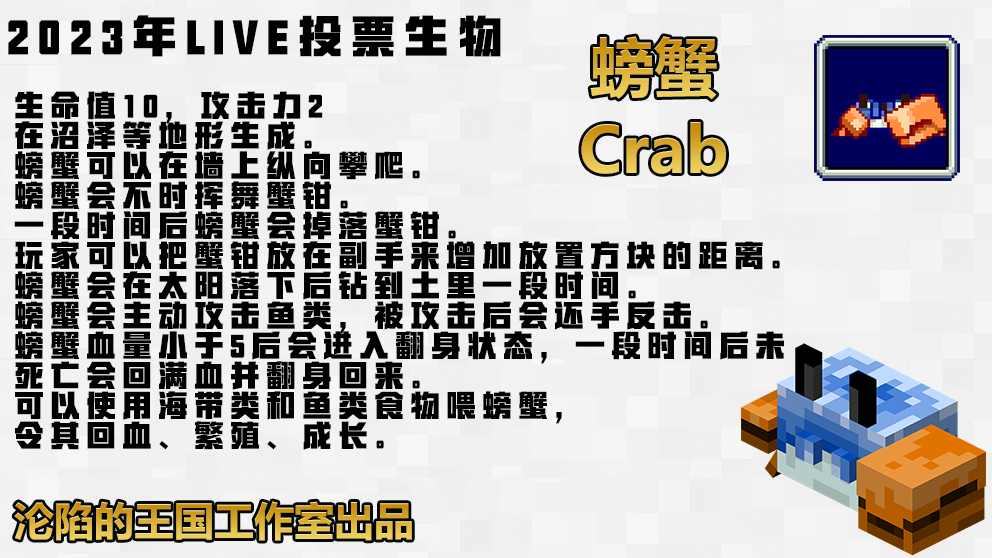 2023年LIVE投票生物
螃蟹
Crab
生命值10，攻击力2
在沼泽等地形生成。
螃蟹可以在墙上纵向攀爬。
螃蟹会不时挥舞蟹钳。
一段时间后螃蟹会掉落蟹钳。
玩家可以把蟹钳放在副手来增加放置方块的距离。
螃蟹会在太阳落下后钻到土里一段时间。
螃蟹会主动攻击鱼类，被攻击后会还手反击。
螃蟹血量小于5后会进入翻身状态，一段时间后未
死亡会回满血并翻身回来。
可以使用海带类和鱼类食物喂螃蟹，
令其回血、繁殖、成长。
沦陷的王国工作室出品